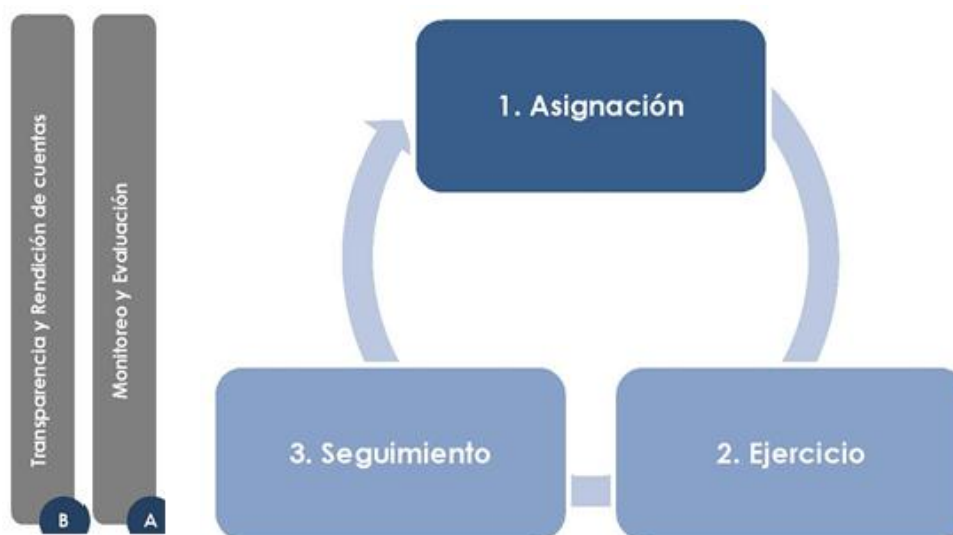 Transparencia y Rendición de cuentas
B
Monitoreo y Evaluación
A
1. Asignación
3. Seguimiento
2. Ejercicio